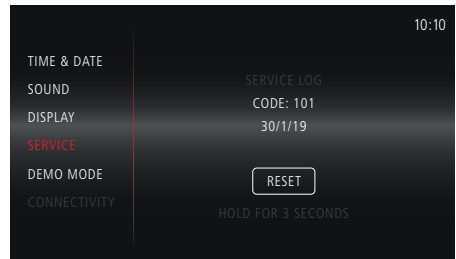 10:10
TIME & DATE
SOUND
DISPLAY
SERVICE
DEMO MODE
CONNECTIVITY
SERVICE LOG
CODE: 101
30/1/19
RESET
HOLD FOR 3 SECONDS